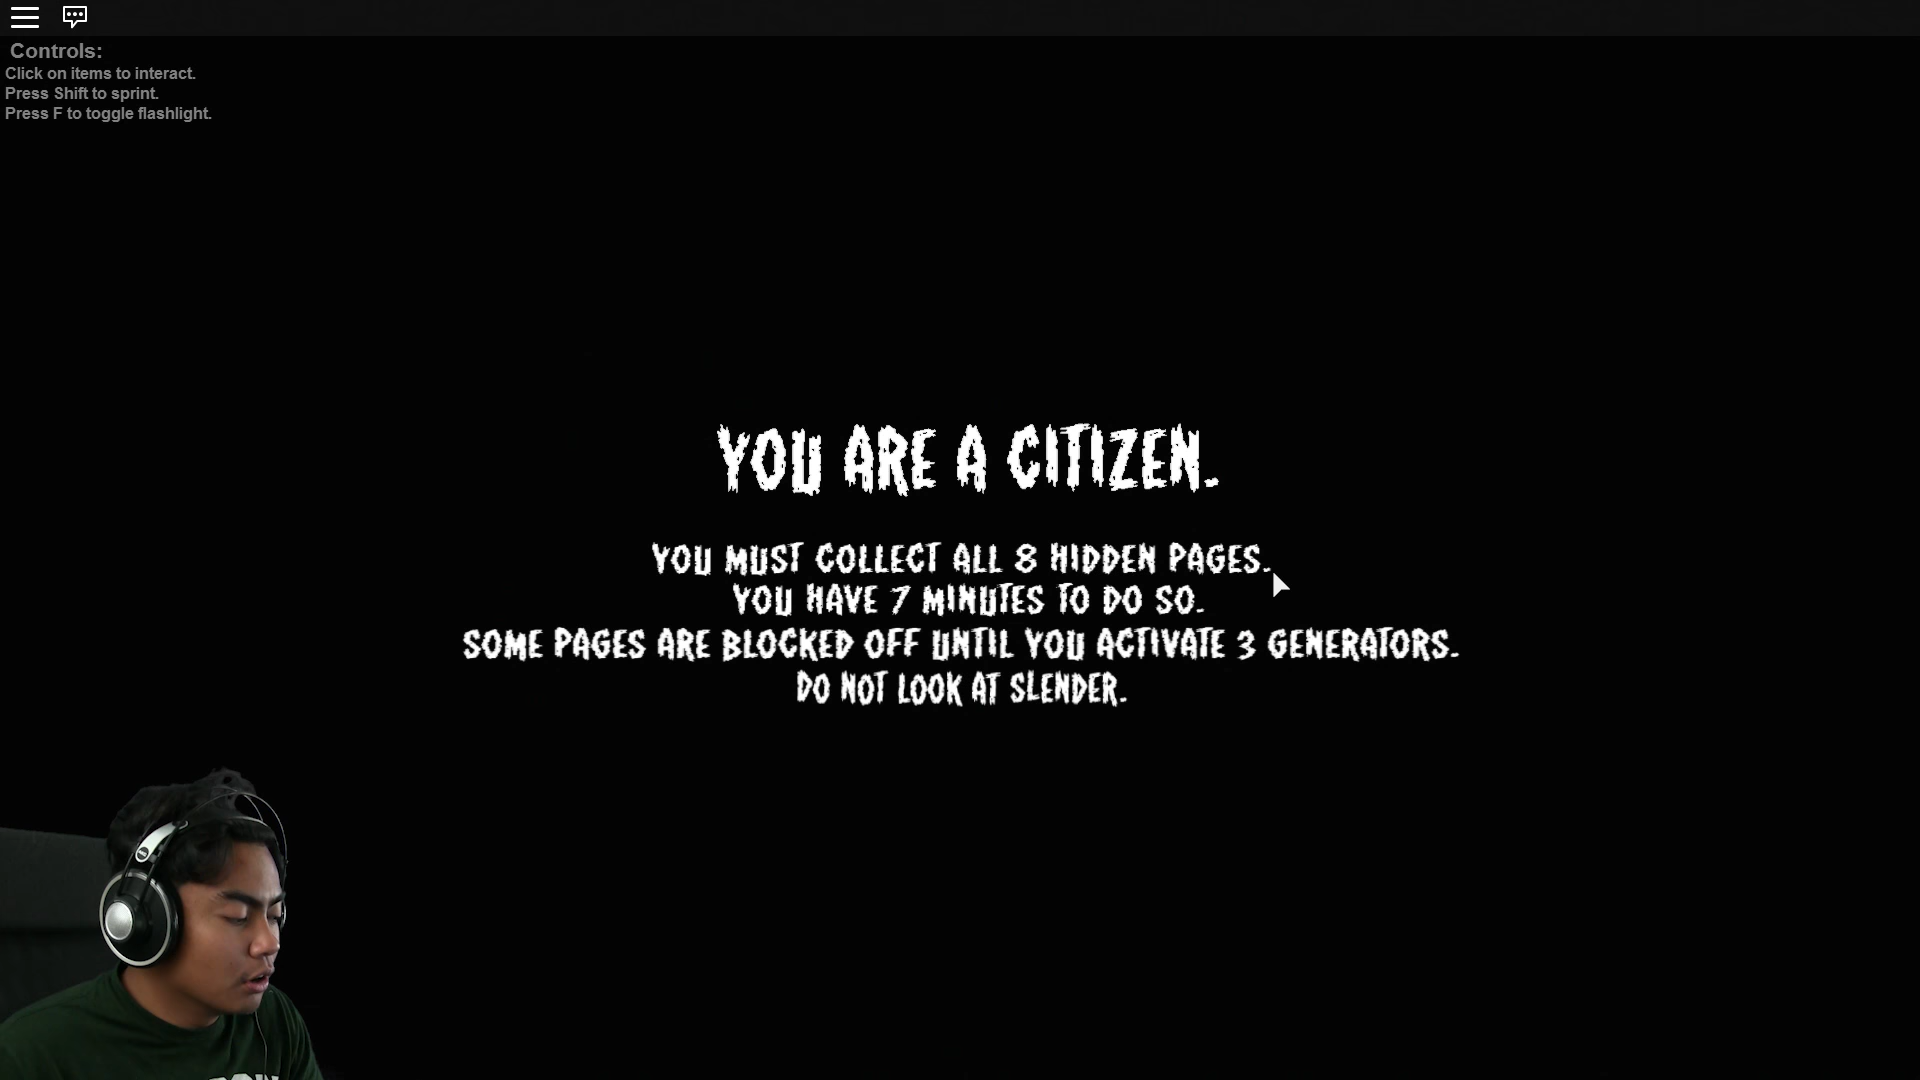 Controls:
Click on items to interact.
Press Shift to sprint.
Press F to toggle flashlight.
YOU ARE A CITIZEN.
YOU MUST COLLECT ALL 8 HIDDEN PAGES.
YOU HAVE 7 MINUTES TO DO SO.
SOME PAGES ARE BLOCKED OFF UNTIL YOU ACTIVATE 3 GENERATORS.
DO NOT LOOK AT SLENDER.